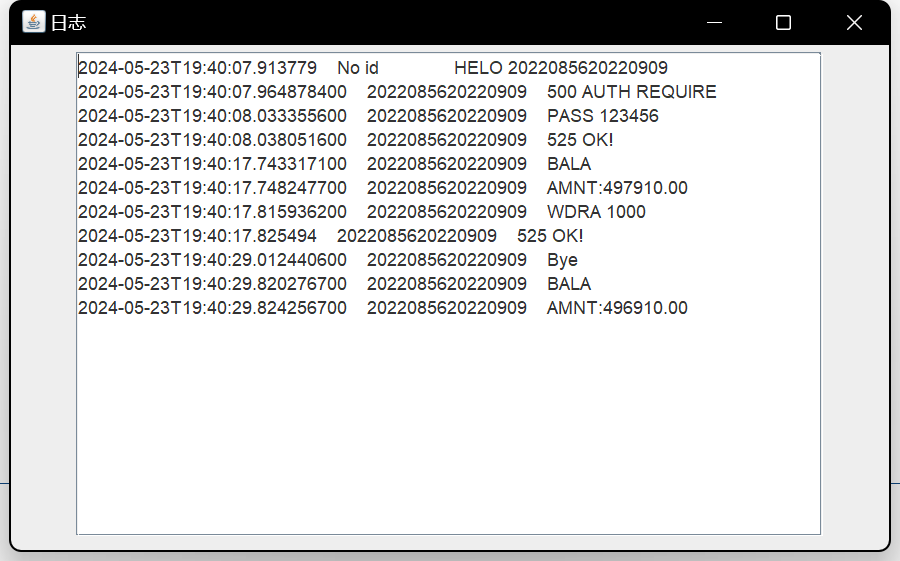 日志
2024-05-23T19:40:07.913779 No id HELO 2022085620220909
2024-05-23T19:40:07.964878400 2022085620220909 500 AUTH REQUIRE
2024-05-23T19:40:08.033355600 2022085620220909 PASS 123456
2024-05-23T19:40:08.038051600 2022085620220909 525 OK!
2024-05-23T19:40:17.743317100 2022085620220909 BALA
2024-05-23T19:40:17.748247700 2022085620220909 AMNT:497910.00
2024-05-23T19:40:17.815936200 2022085620220909 WDRA 1000
2024-05-23T19:40:17.825494 2022085620220909 525 OK!
2024-05-23T19:40:29.012440600 2022085620220909 Bye
2024-05-23T19:40:29.820276700 2022085620220909 BALA
2024-05-23T19:40:29.824256700 2022085620220909 AMNT:496910.00